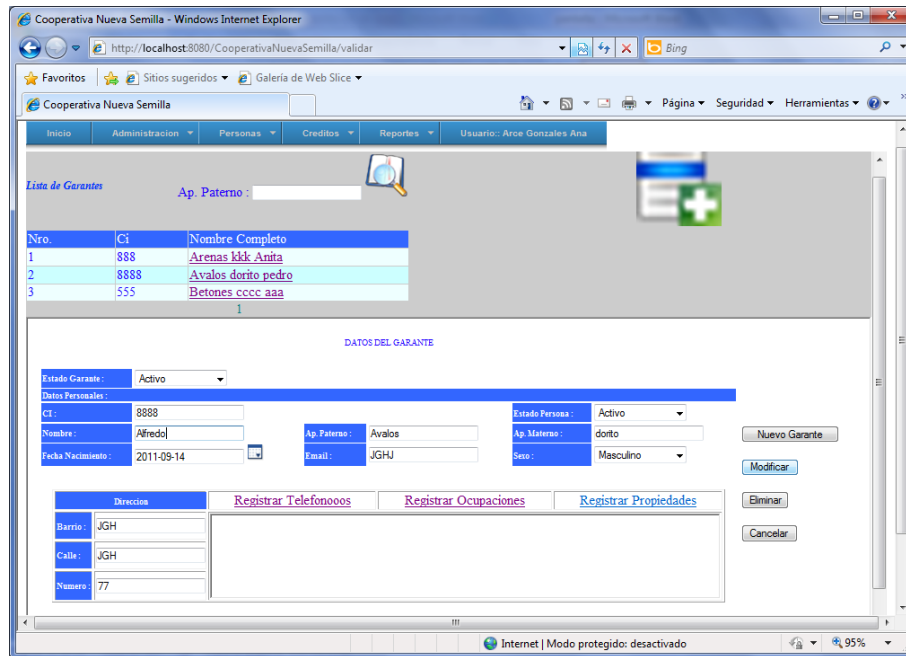 Cooperativa Nueva Semilla - Windows Internet Explorer
http://localhost:8080/CooperativaNuevaSemilla/validar
Bing
Favoritos Sitios sugeridos Galería de Web Slice
Cooperativa Nueva Semilla Página Seguridad Herramientas
Inicio Administracion Personas Creditos Reportes Usuario:: Arce Gonzales Ana
Lista de Garantes
Ap. Paterno :
Nro. Ci Nombre Completo
1 888 Arenas kkk Anita
2 8888 Avalos dorito pedro
3 555 Betones cccc aaa
1
DATOS DEL GARANTE
Estado Garante : Activo
Datos Personales :
CI : 8888 Estado Persona : Activo
Nombre : Alfredo Ap. Paterno : Avalos Ap. Materno : dorito Nuevo Garante
Fecha Nacimiento : 2011-09-14 Email : JGHJ Sexo : Masculino
Modificar
Direccion Registrar Telefonooos Registrar Ocupaciones Registrar Propiedades Eliminar
Barrio : JGH
Cancelar
Calle : JGH
Numero : 77
Internet | Modo protegido: desactivado 95%